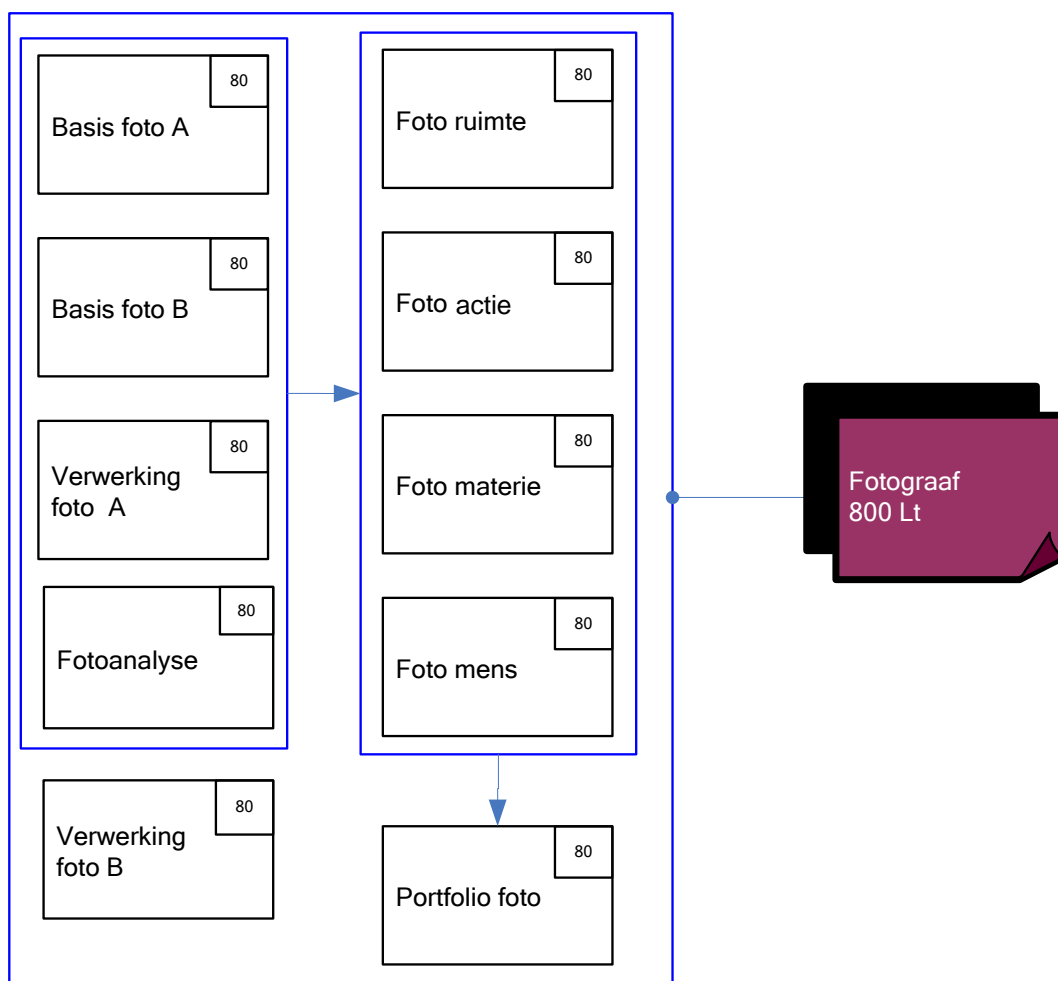 80
Basis foto A
80
Basis foto B
80
Verwerking
foto A
80
Fotoanalyse
80
Verwerking
foto B
80
Foto ruimte
80
Foto actie
80
Foto materie
80
Foto mens
80
Portfolio foto
Fotograaf
800 Lt